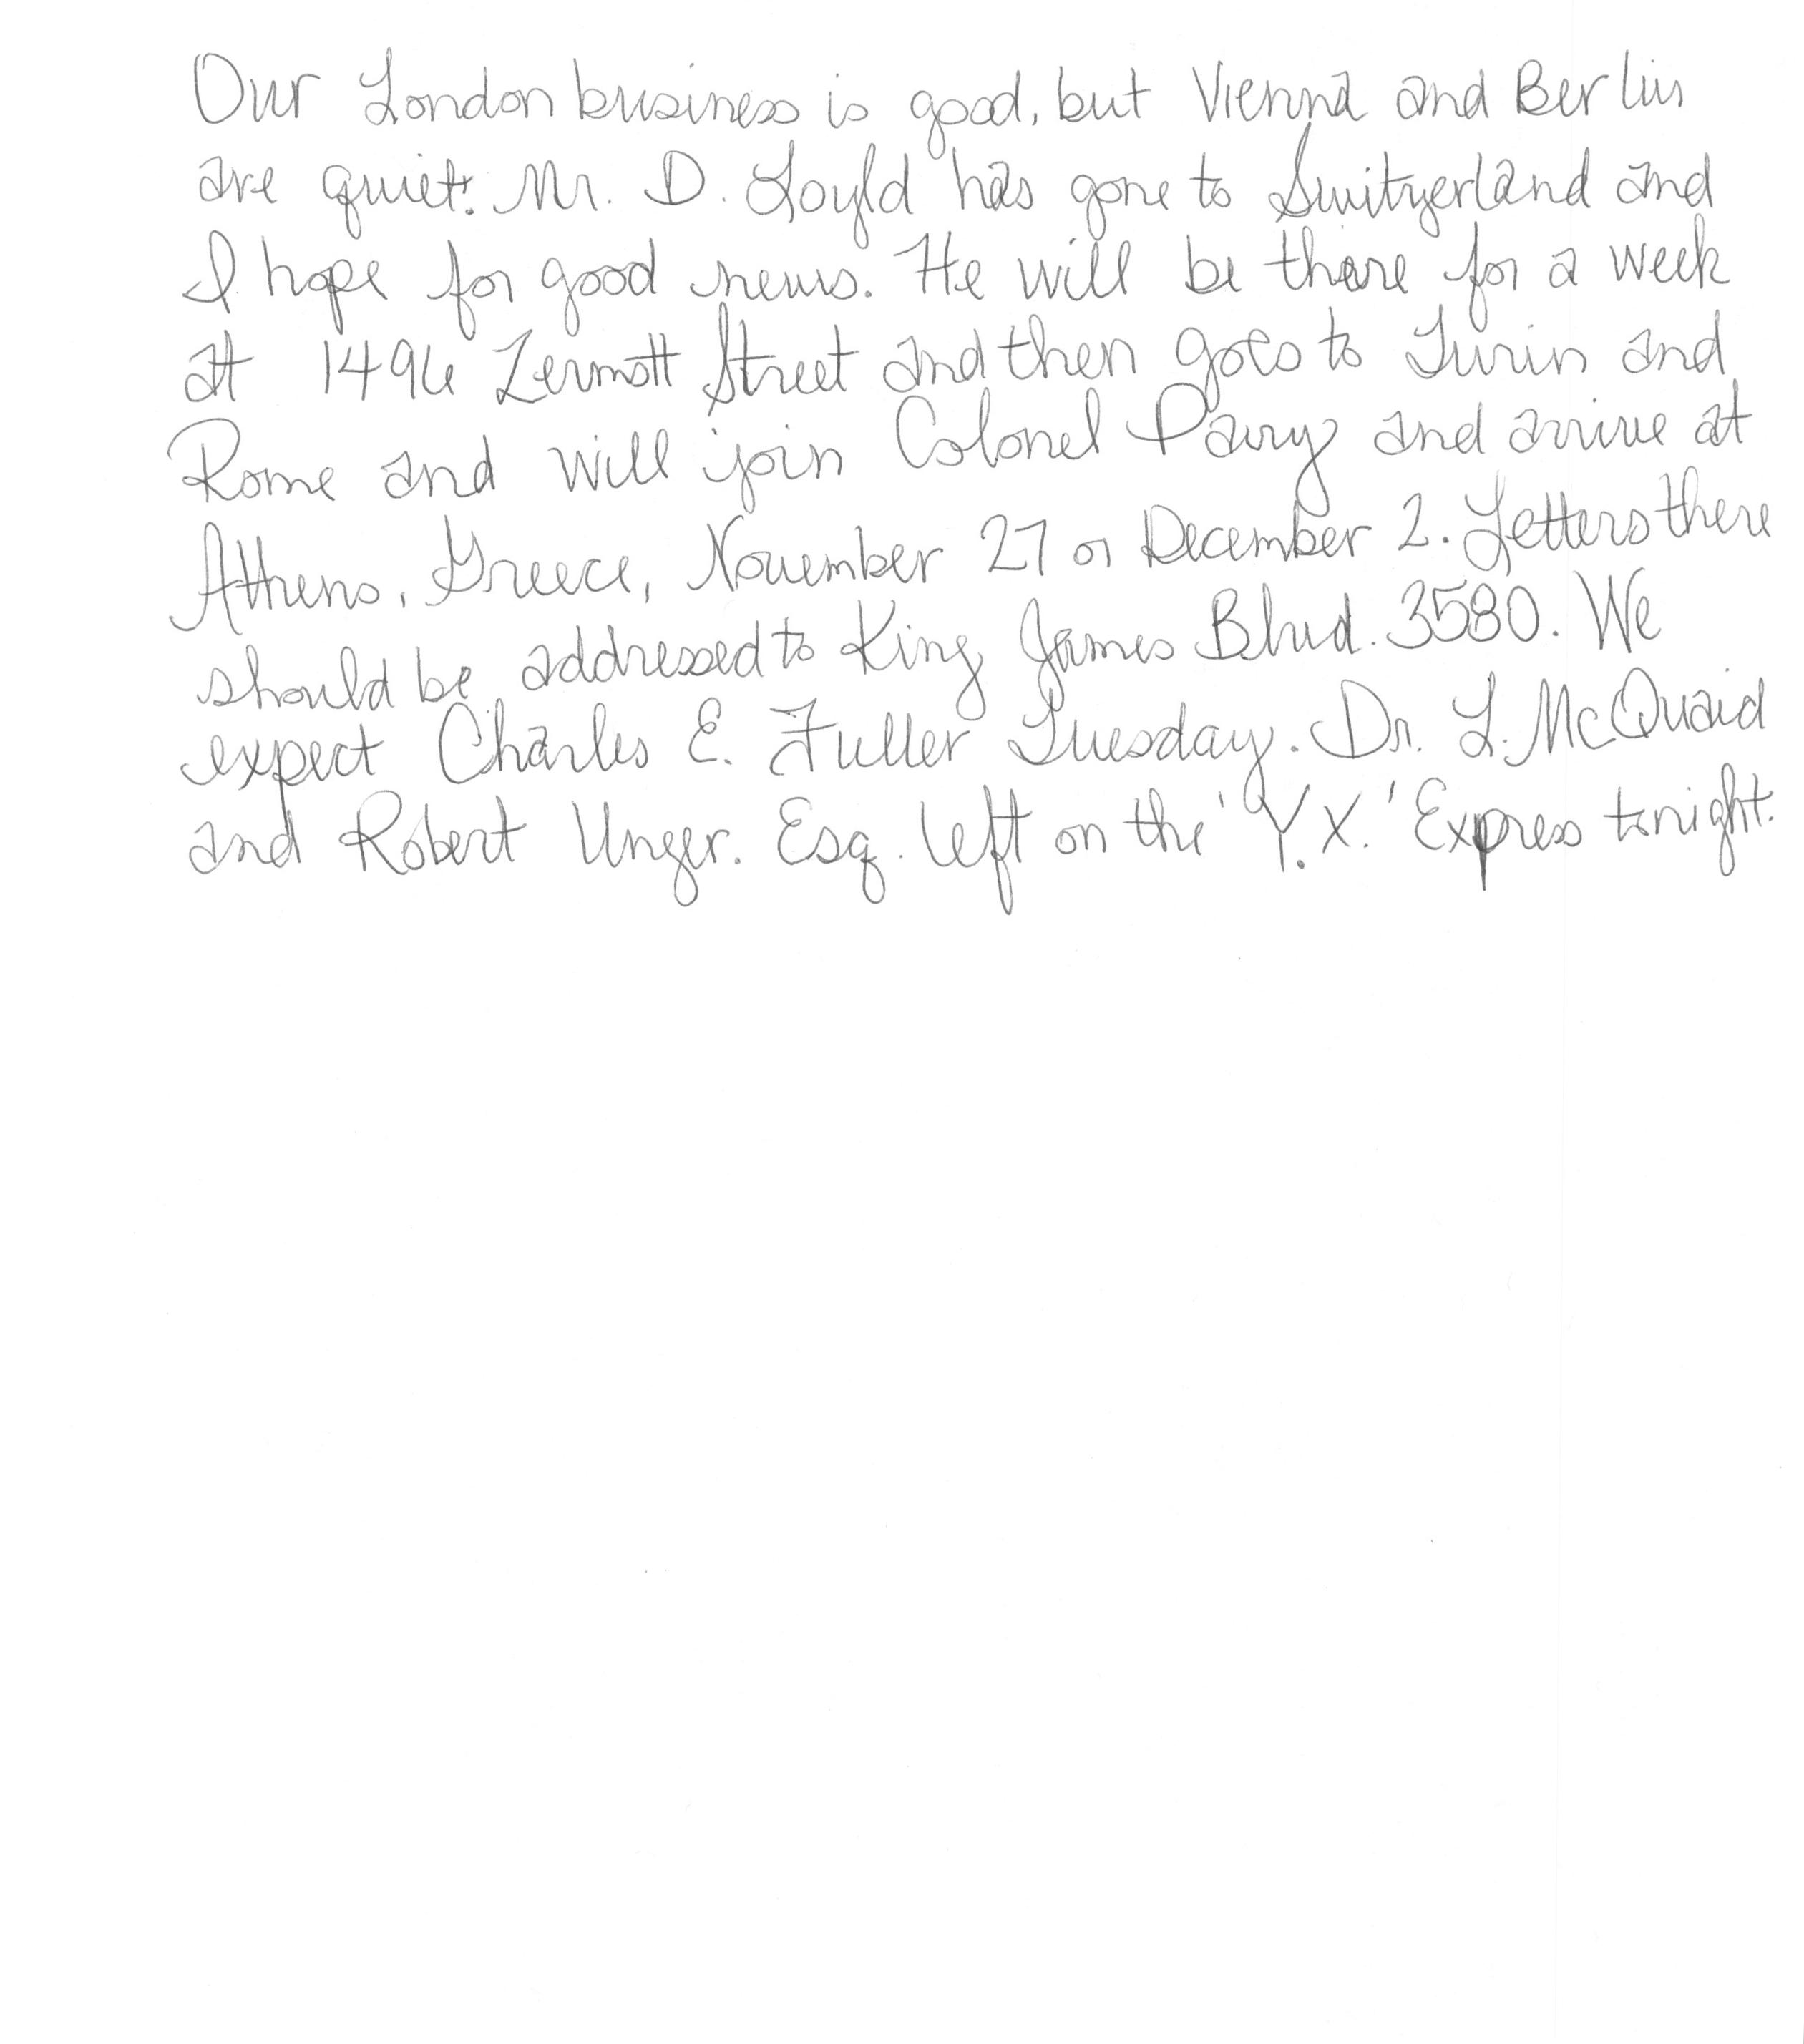 Our London business is good, but Vienna and Berlin
are quiet. Mr. D. Loyld has gone to Switzerland and
I hope for good news. He will be there for a week
at 1496 Zermott Street and then goes to Turin and
Rome and will join Colonel Parry and arrive at
Athens, Greece, November 27 or December 2. Letters there
should be addressed to King James Blvd. 3580. We
expect Charles E. Fuller Tuesday. Dr. L. McQuaid
and Robert Unger. Esq. left on the 'Y.X.' Express tonight.